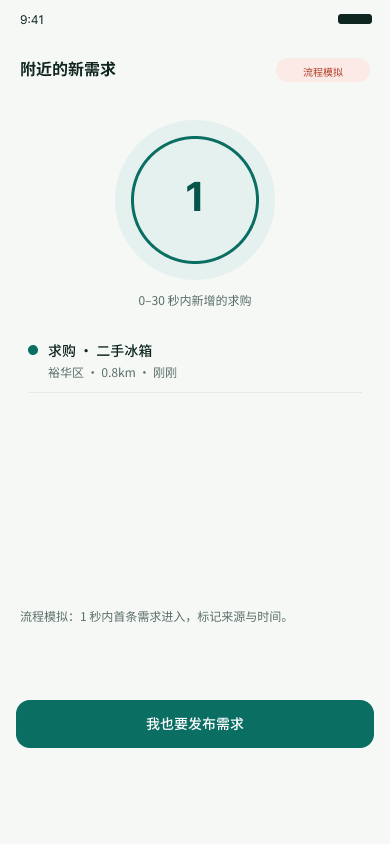 9:41
附近的新需求
流程模拟
1
0–30 秒内新增的求购
求购 · 二手冰箱
裕华区 · 0.8km · 刚刚
流程模拟：1 秒内首条需求进入，标记来源与时间。
我也要发布需求